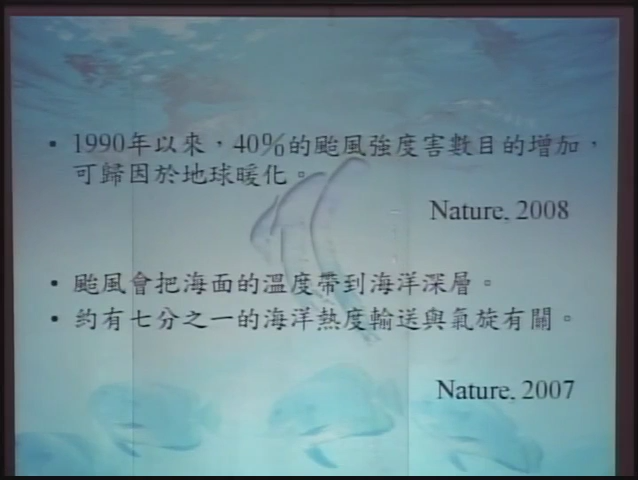 • 1990年以來，40%的颱風強度害數目的增加，
可歸因於地球暖化。
Nature, 2008
• 颱風會把海面的溫度帶到海洋深層。
• 約有七分之一的海洋熱度輸送與氣旋有關。
Nature, 2007